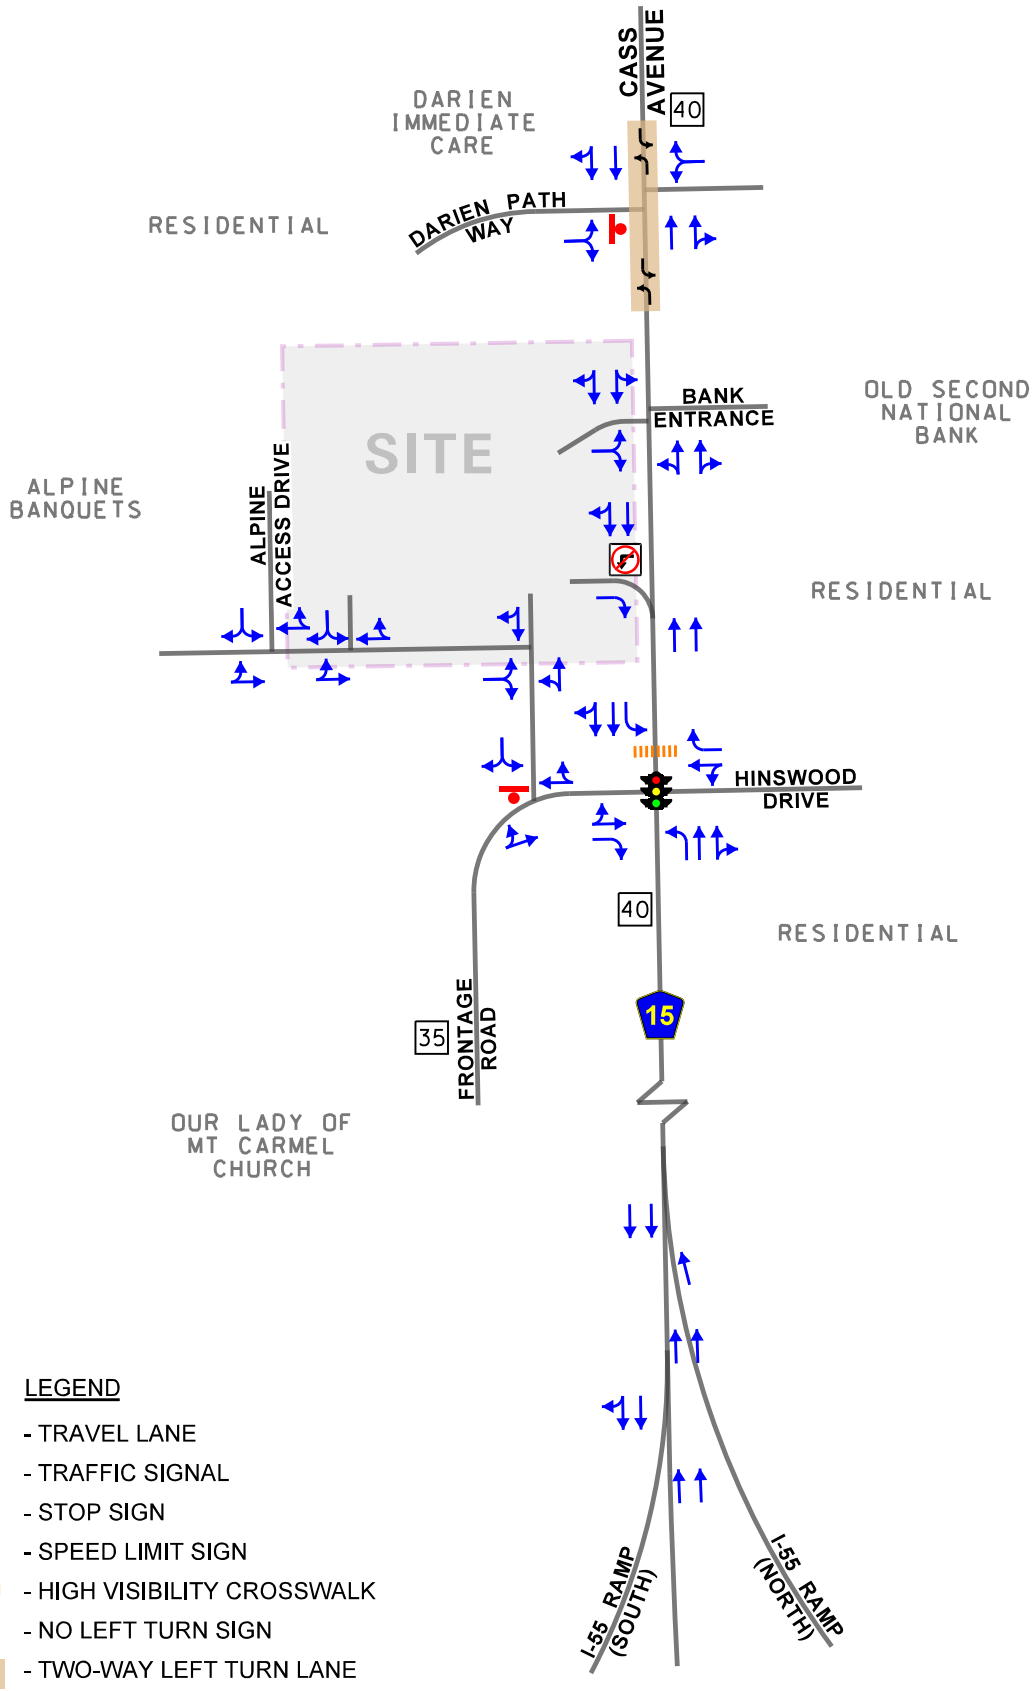 CASS
AVENUE
40
DARIEN
IMMEDIATE
CARE
RESIDENTIAL
DARIEN PATH
WAY
SITE
BANK
ENTRANCE
OLD SECOND
NATIONAL
BANK
ALPINE
BANQUETS
ALPINE
ACCESS DRIVE
RESIDENTIAL
HINSWOOD
DRIVE
40
RESIDENTIAL
15
35
FRONTAGE
ROAD
OUR LADY OF
MT CARMEL
CHURCH
I-55 RAMP
(SOUTH)
I-55 RAMP
(NORTH)
LEGEND
- TRAVEL LANE
- TRAFFIC SIGNAL
- STOP SIGN
- SPEED LIMIT SIGN
- HIGH VISIBILITY CROSSWALK
- NO LEFT TURN SIGN
- TWO-WAY LEFT TURN LANE